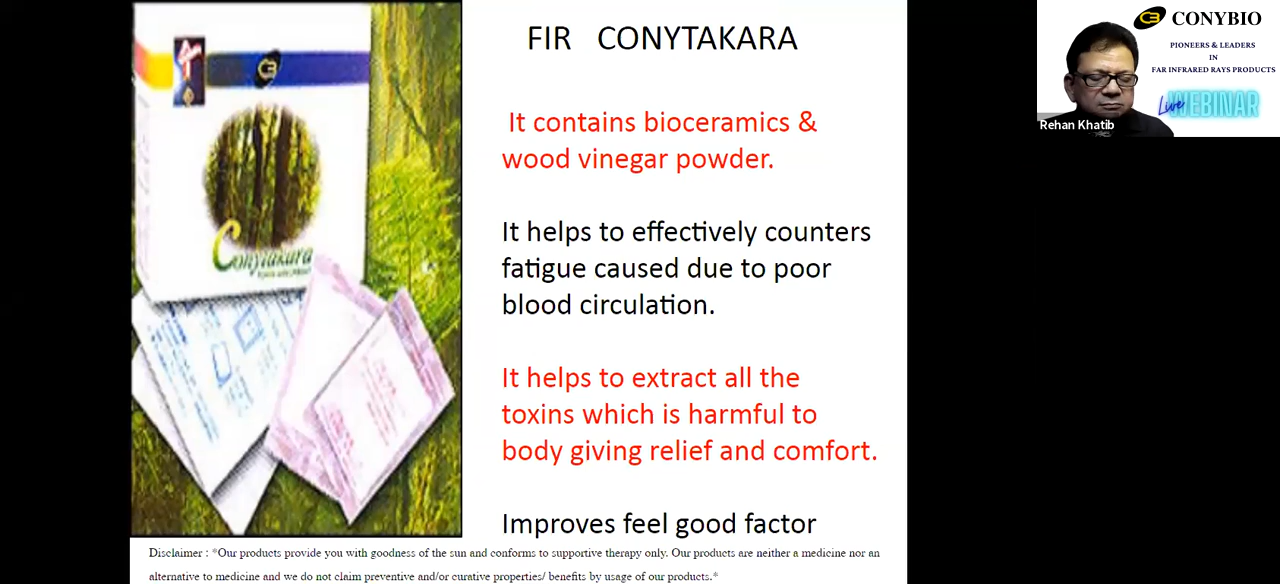 FIR CONYTAKARA
It contains bioceramics &
wood vinegar powder.
It helps to effectively counters
fatigue caused due to poor
blood circulation.
It helps to extract all the
toxins which is harmful to
body giving relief and comfort.
Improves feel good factor
Disclaimer : *Our products provide you with goodness of the sun and conforms to supportive therapy only. Our products are neither a medicine nor an
alternative to medicine and we do not claim preventive and/or curative properties/ benefits by usage of our products.*
Conytakara
CONYBIO
PIONEERS & LEADERS
IN
FAR INFRARED RAYS PRODUCTS
Live WEBINAR
Rehan Khatib